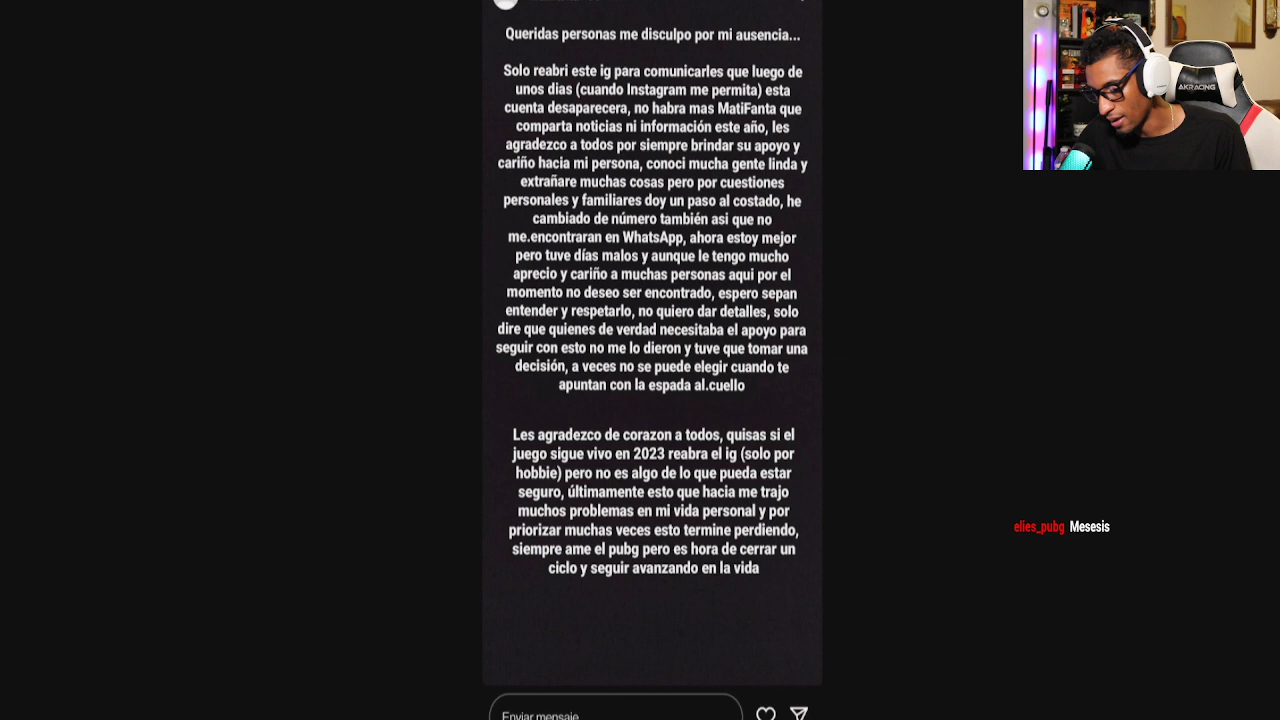 Queridas personas me disculpo por mi ausencia...
Solo reabri este ig para comunicarles que luego de
unos dias (cuando Instagram me permita) esta
cuenta desaparecera, no habra mas MatiFanta que
comparta noticias ni información este año, les
agradezco a todos por siempre brindar su apoyo y
cariño hacia mi persona, conoci mucha gente linda y
extrañare muchas cosas pero por cuestiones
personales y familiares doy un paso al costado, he
cambiado de número también asi que no
me.encontraran en WhatsApp, ahora estoy mejor
pero tuve días malos y aunque le tengo mucho
aprecio y cariño a muchas personas aqui por el
momento no deseo ser encontrado, espero sepan
entender y respetarlo, no quiero dar detalles, solo
dire que quienes de verdad necesitaba el apoyo para
seguir con esto no me lo dieron y tuve que tomar una
decisión, a veces no se puede elegir cuando te
apuntan con la espada al.cuello
Les agradezco de corazon a todos, quisas si el
juego sigue vivo en 2023 reabra el ig (solo por
hobbie) pero no es algo de lo que pueda estar
seguro, últimamente esto que hacia me trajo
muchos problemas en mi vida personal y por
priorizar muchas veces esto termine perdiendo,
siempre ame el pubg pero es hora de cerrar un
ciclo y seguir avanzando en la vida
Enviar mensaje
AKRACING
elies_pubg Mesesis